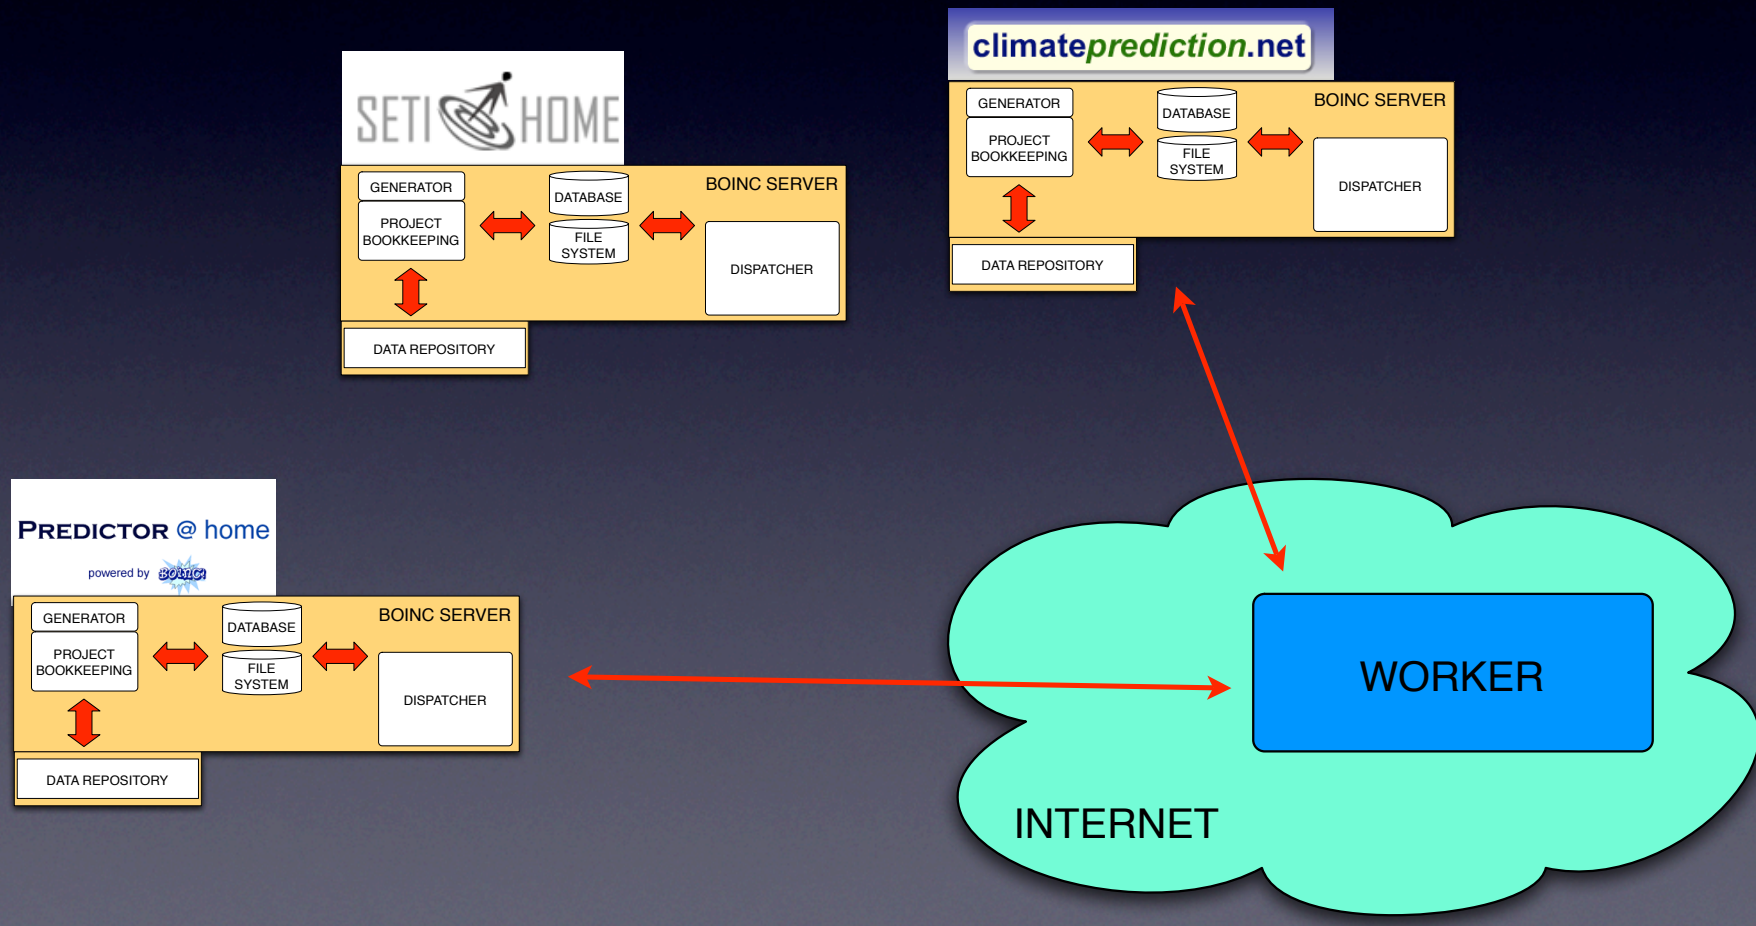 climateprediction.net
GENERATOR
PROJECT
BOOKKEEPING
DATABASE
FILE
SYSTEM
BOINC SERVER
DISPATCHER
DATA REPOSITORY
SETI HOME
GENERATOR
PROJECT
BOOKKEEPING
DATABASE
FILE
SYSTEM
BOINC SERVER
DISPATCHER
DATA REPOSITORY
PREDICTOR @ home
powered by BOINC!
GENERATOR
PROJECT
BOOKKEEPING
DATABASE
FILE
SYSTEM
BOINC SERVER
DISPATCHER
DATA REPOSITORY
WORKER
INTERNET